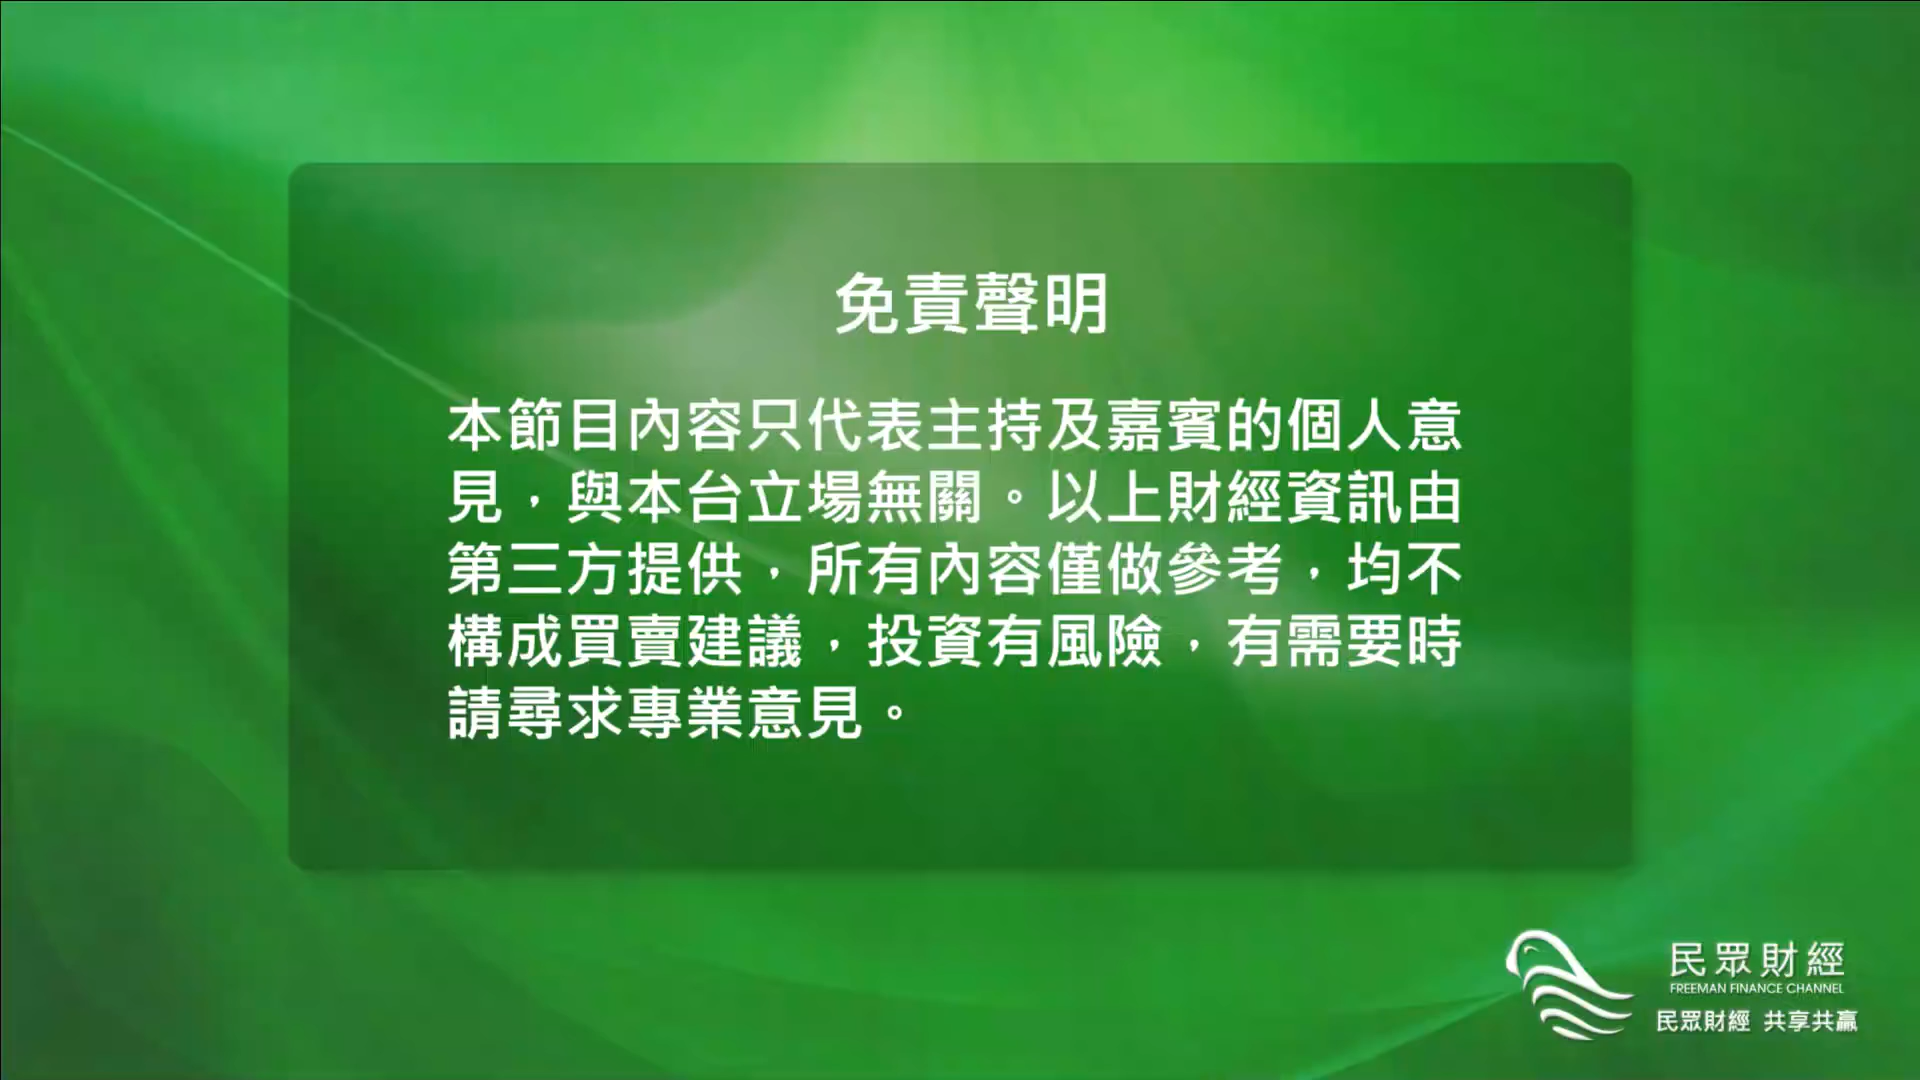 免責聲明
本節目內容只代表主持及嘉賓的個人意
見，與本台立場無關。以上財經資訊由
第三方提供，所有內容僅做參考，均不
構成買賣建議，投資有風險，有需要時
請尋求專業意見。
民眾財經
FREEMAN FINANCE CHANNEL
民眾財經 共享共贏